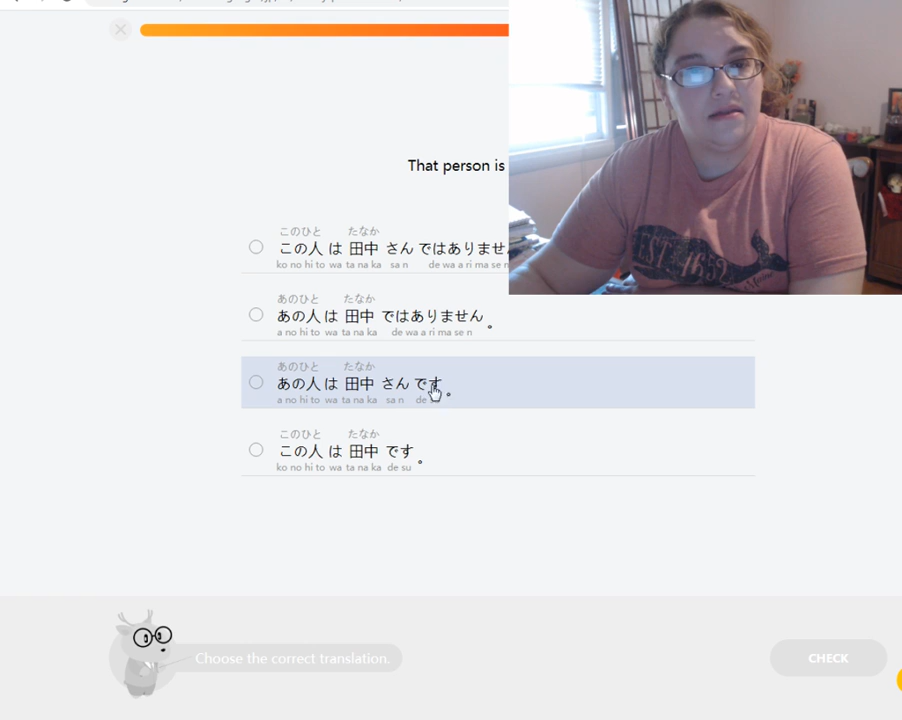 That person is
このひと たなか
この人 は 田中 さん ではありませ
ko no hi to wa ta na ka sa n de wa a ri ma se n
あのひと たなか
あの人 は 田中 ではありません 。
a no hi to wa ta na ka de wa a ri ma se n
あのひと たなか
あの人 は 田中 さん です 。
a no hi to wa ta na ka sa n de
このひと たなか
この人 は 田中 です 。
ko no hi to wa ta na ka de su
Choose the correct translation.
CHECK